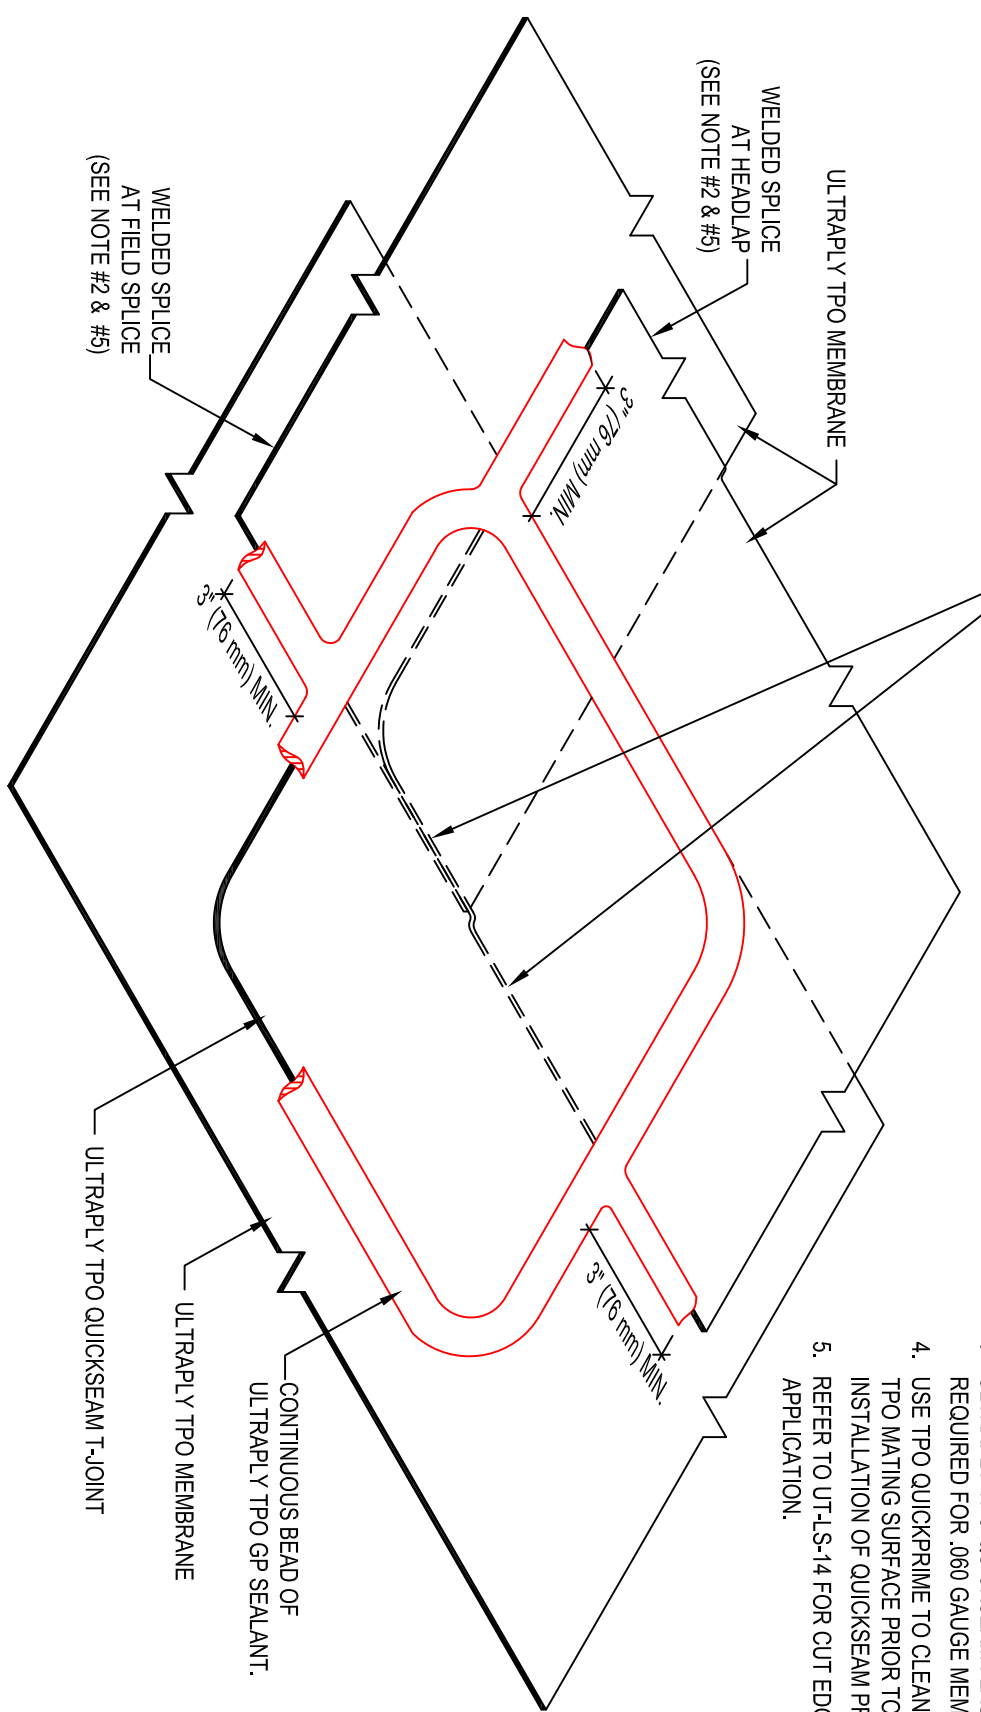 ULTRAPLY TPO MEMBRANE
WELDED SPLICE
AT HEADLAP
(SEE NOTE #2 & #5)
WELDED SPLICE
AT FIELD SPLICE
(SEE NOTE #2 & #5)
3" (76 mm) MIN.
3" (76 mm) MIN.
3" (76 mm) MIN.
REQUIRED FOR .060 GAUGE
4. USE TPO QUICKPRIME TO CLEAN
TPO MATING SURFACE PRIOR TO
INSTALLATION OF QUICKSEAM
5. REFER TO UT-LS-14 FOR CUT
APPLICATION.
CONTINUOUS BEAD OF
ULTRAPLY TPO GP SEALANT.
ULTRAPLY TPO MEMBRANE
ULTRAPLY TPO QUICKSEAM T-JOINT